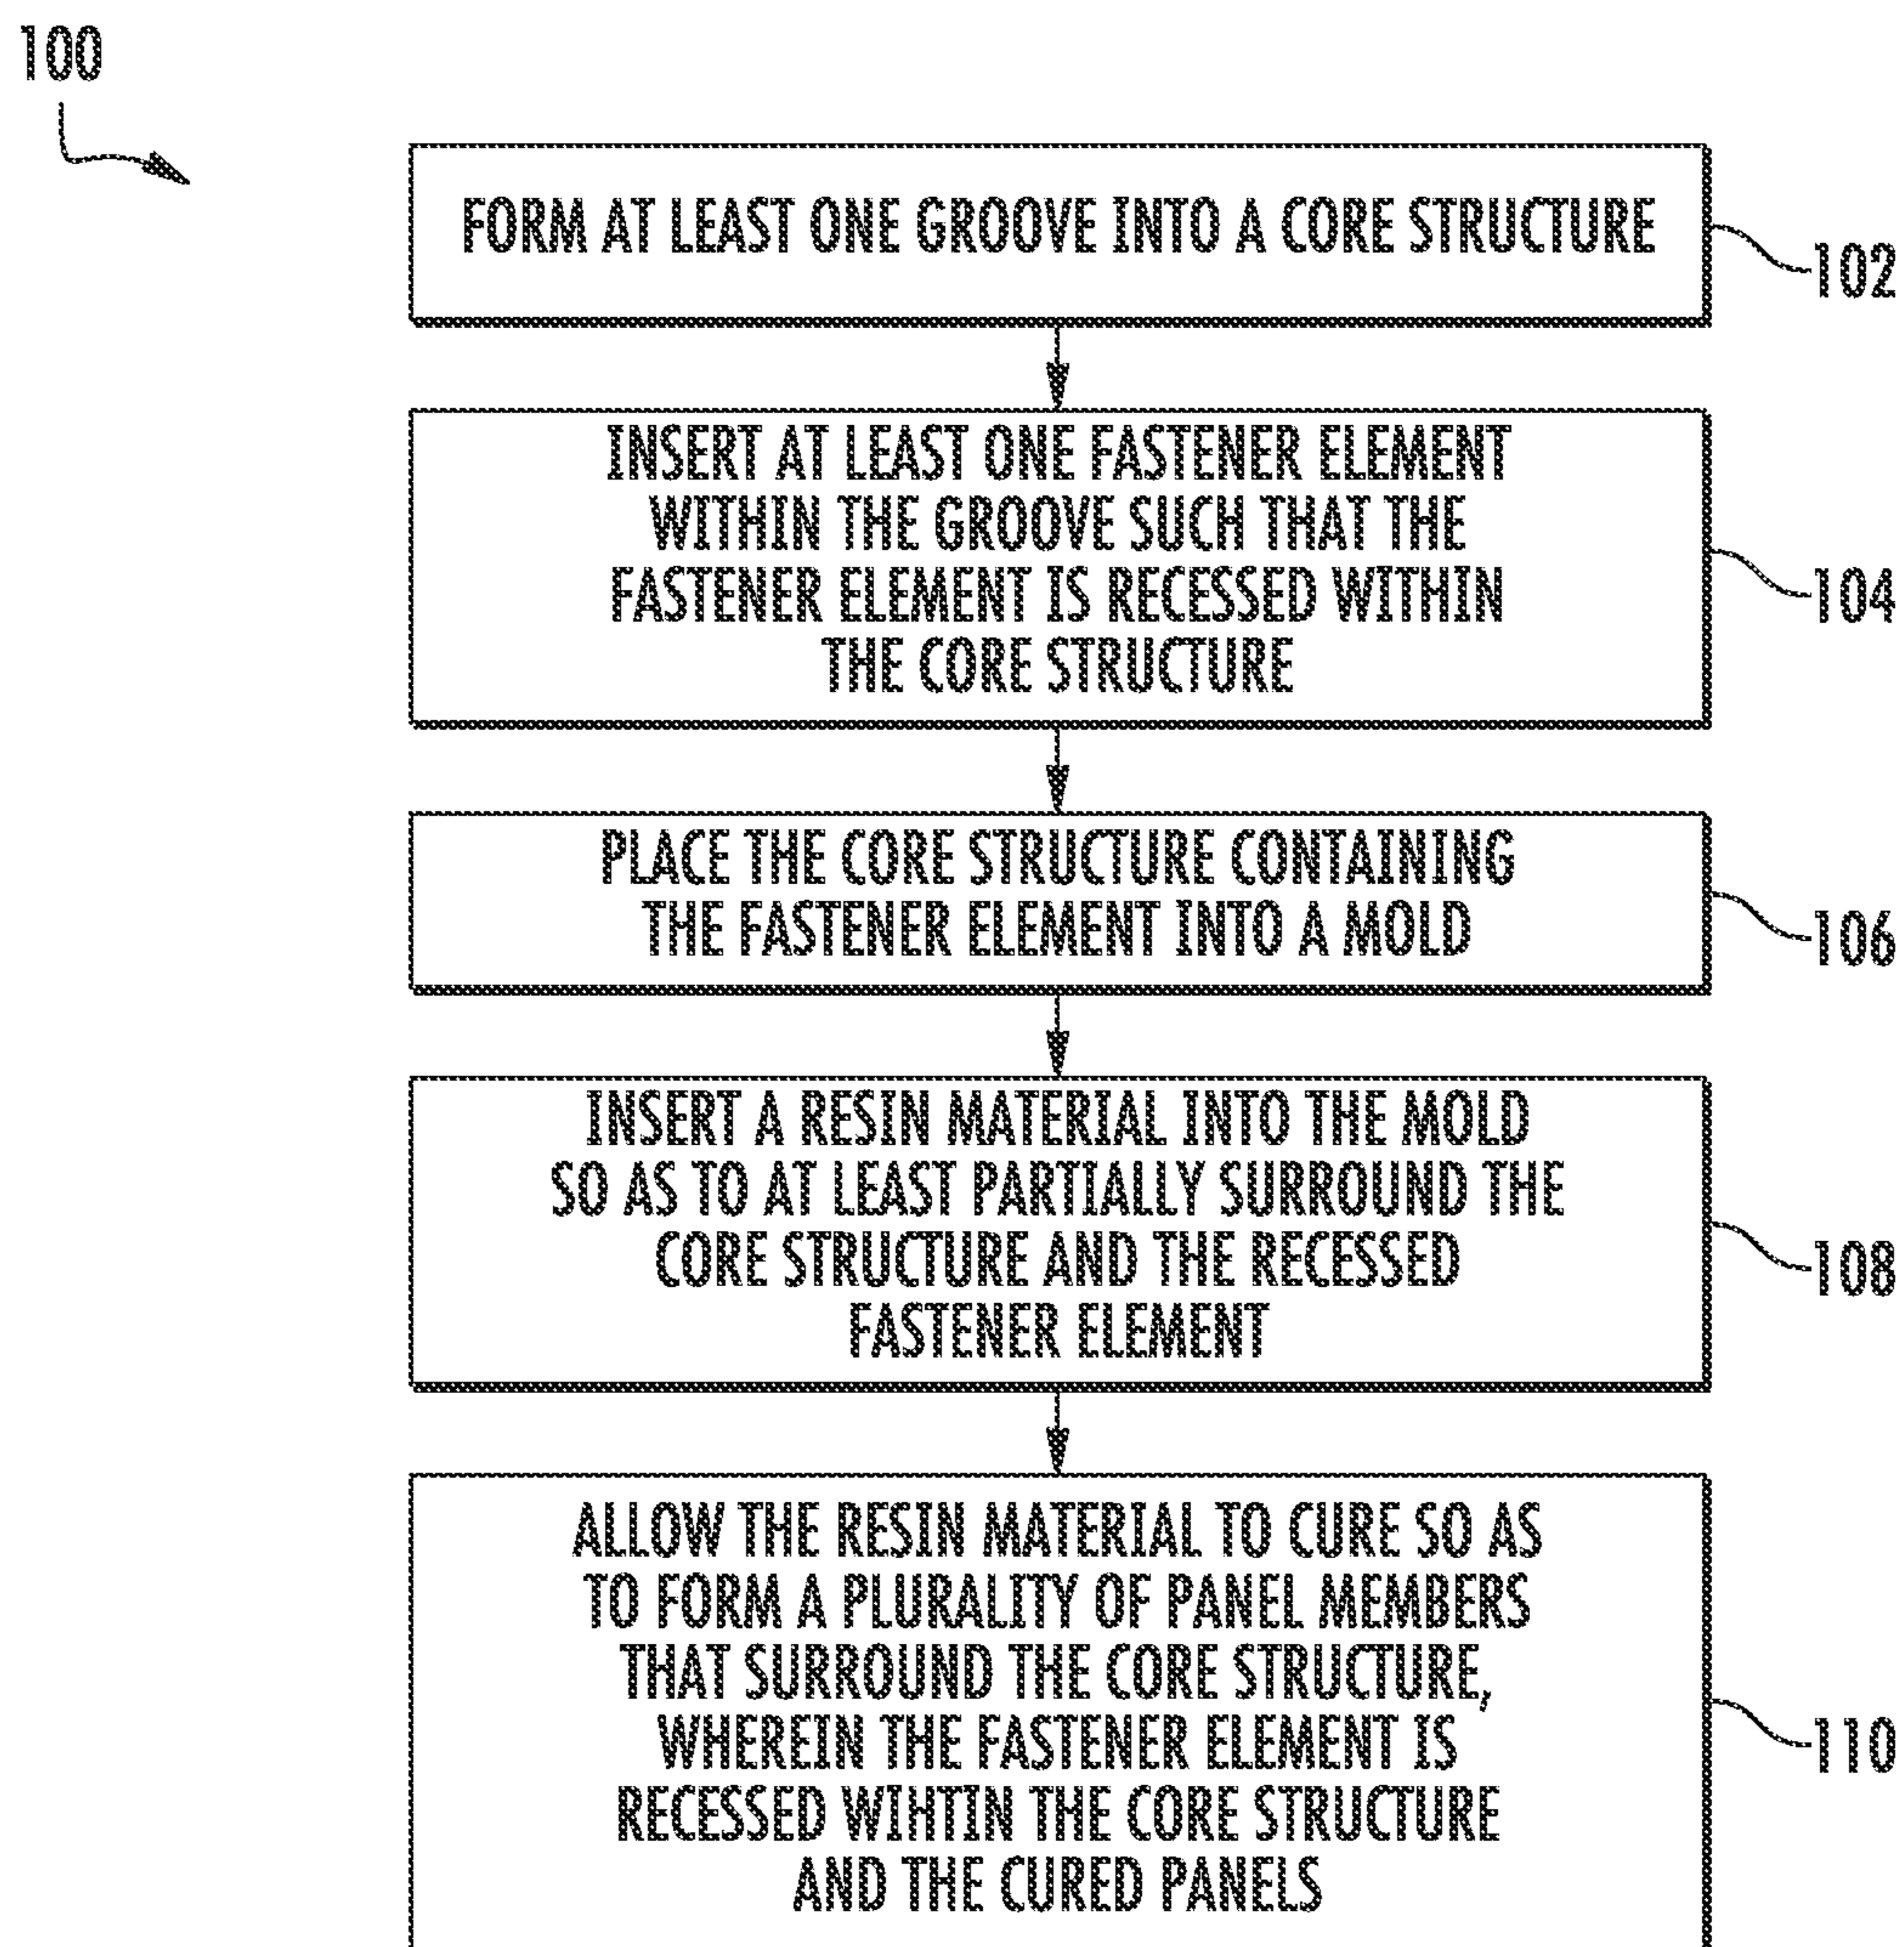 100
FORM AT LEAST ONE GROOVE INTO A CORE STRUCTURE
102
INSERT AT LEAST ONE FASTENER ELEMENT
WITHIN THE GROOVE SUCH THAT THE
FASTENER ELEMENT IS RECESSED WITHIN
THE CORE STRUCTURE
104
PLACE THE CORE STRUCTURE CONTAINING
THE FASTENER ELEMENT INTO A MOLD
106
INSERT A RESIN MATERIAL INTO THE MOLD
SO AS TO AT LEAST PARTIALLY SURROUND THE
CORE STRUCTURE AND THE RECESSED
FASTENER ELEMENT
108
ALLOW THE RESIN MATERIAL TO CURE SO AS
TO FORM A PLURALITY OF PANEL MEMBERS
THAT SURROUND THE CORE STRUCTURE,
WHEREIN THE FASTENER ELEMENT IS
RECESSED WIHTIN THE CORE STRUCTURE
AND THE CURED PANELS
110